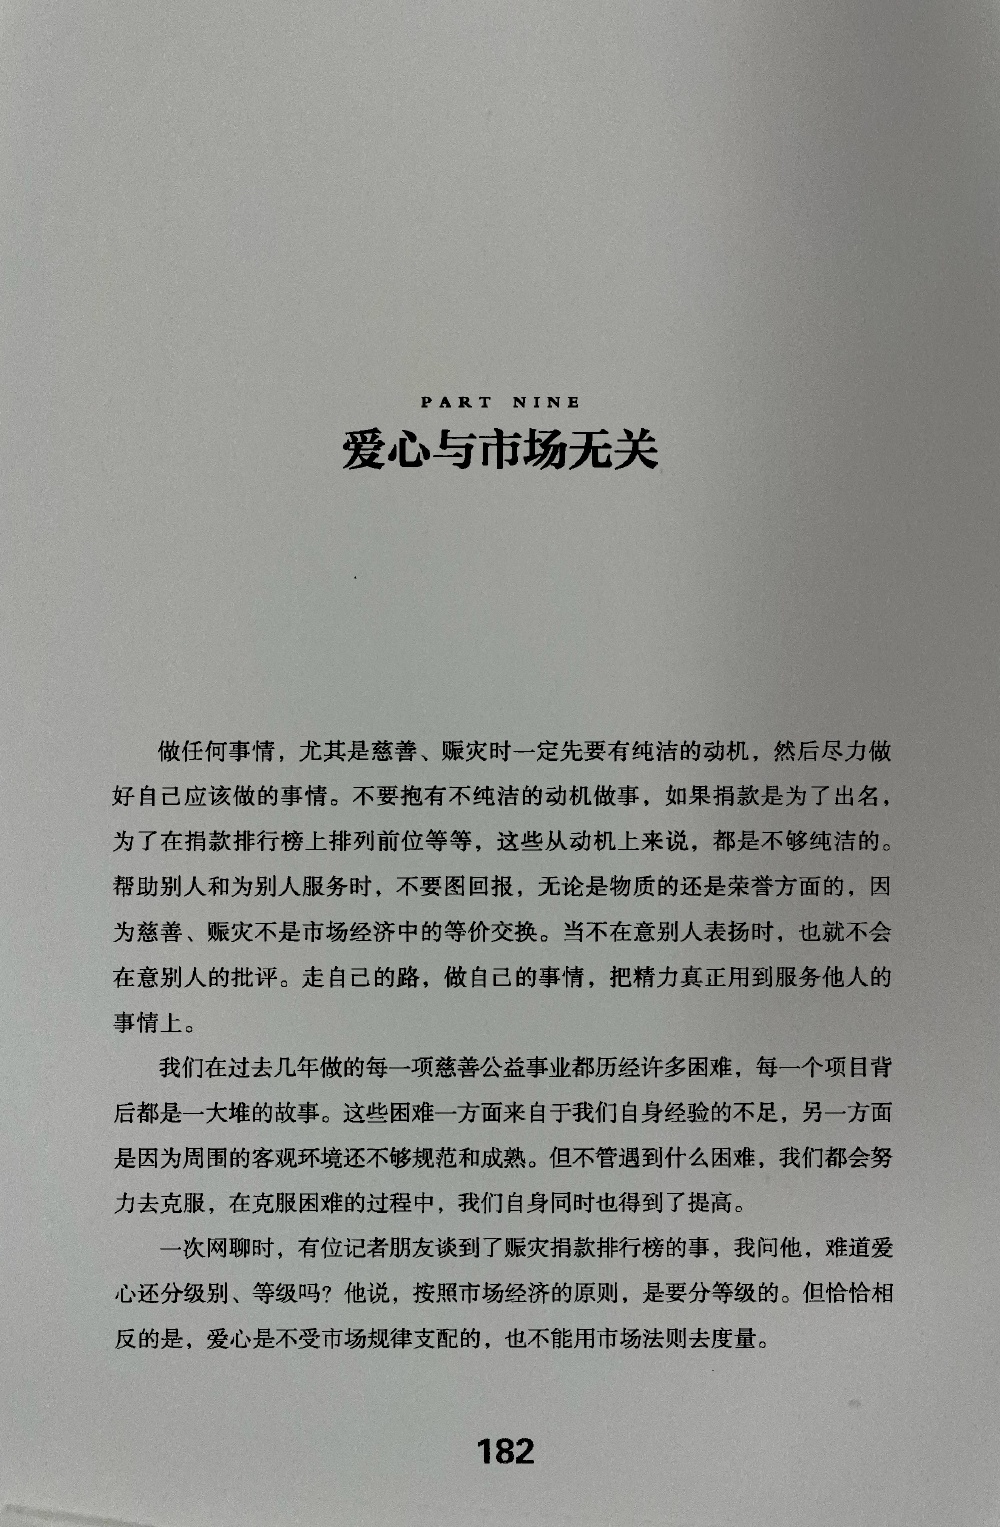 PART NINE
爱心与市场无关
做任何事情，尤其是慈善、赈灾时一定先要有纯洁的动机，然后尽力做
好自己应该做的事情。不要抱有不纯洁的动机做事，如果捐款是为了出名，
为了在捐款排行榜上排列前位等等，这些从动机上来说，都是不够纯洁的。
帮助别人和为别人服务时，不要图回报，无论是物质的还是荣誉方面的，因
为慈善、赈灾不是市场经济中的等价交换。当不在意别人表扬时，也就不会
在意别人的批评。走自己的路，做自己的事情，把精力真正用到服务他人的
事情上。
我们在过去几年做的每一项慈善公益事业都历经许多困难，每一个项目背
后都是一大堆的故事。这些困难一方面来自于我们自身经验的不足，另一方面
是因为周围的客观环境还不够规范和成熟。但不管遇到什么困难，我们都会努
力去克服，在克服困难的过程中，我们自身同时也得到了提高。
一次网聊时，有位记者朋友谈到了赈灾捐款排行榜的事，我问他，难道爱
心还分级别、等级吗？他说，按照市场经济的原则，是要分等级的。但恰恰相
反的是，爱心是不受市场规律支配的，也不能用市场法则去度量。
182